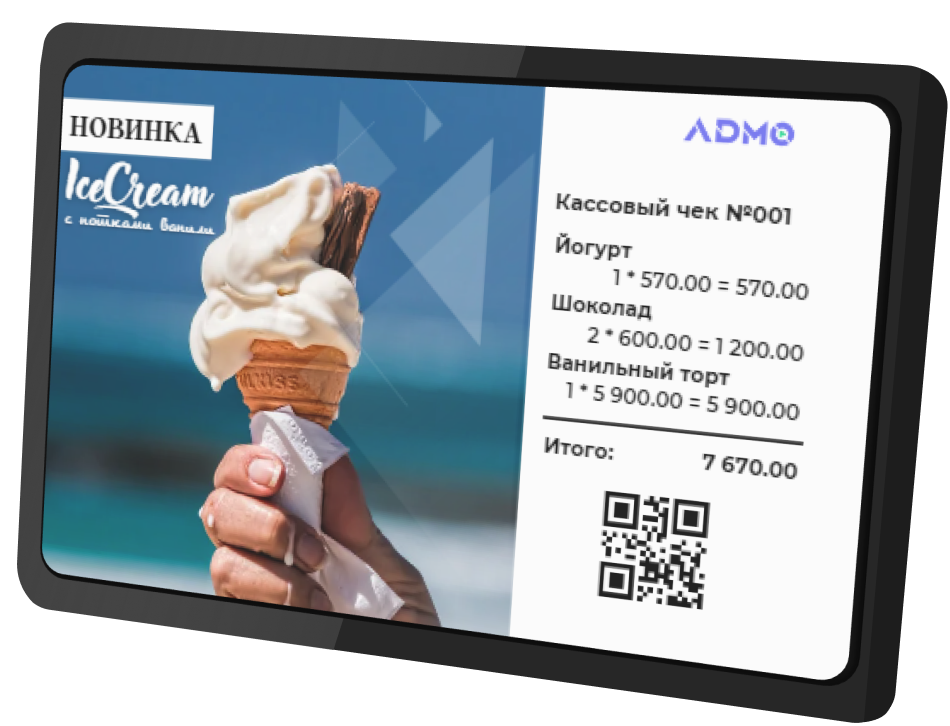 НОВИНКА
IceCream
с нотками ванили
ADMO
Кассовый чек №001
Йогурт
1 * 570.00 = 570.00
Шоколад
2 * 600.00 = 1 200.00
Ванильный торт
1 * 5 900.00 = 5 900.00
Итого: 7 670.00